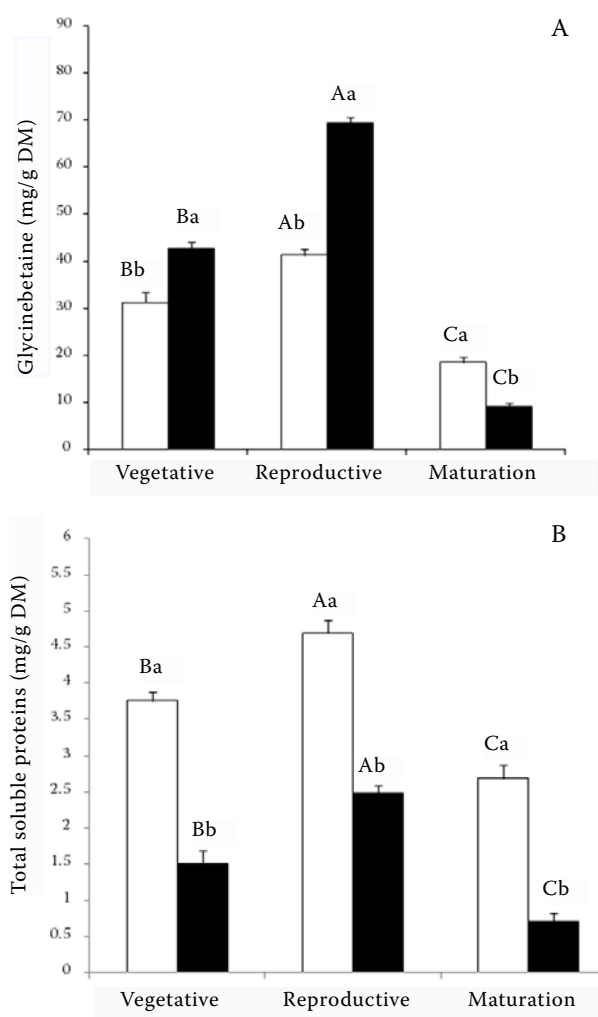 A
Glycinebetaine (mg/g DM)
90
80
70
60
50
40
30
20
10
0
Bb
Ba
Ab
Aa
Ca
Cb
Vegetative Reproductive Maturation
B
Total soluble proteins (mg/g DM)
6
5.5
5
4.5
4
3.5
3
2.5
2
1.5
1
0.5
0
Ba
Bb
Aa
Ab
Ca
Cb
Vegetative Reproductive Maturation